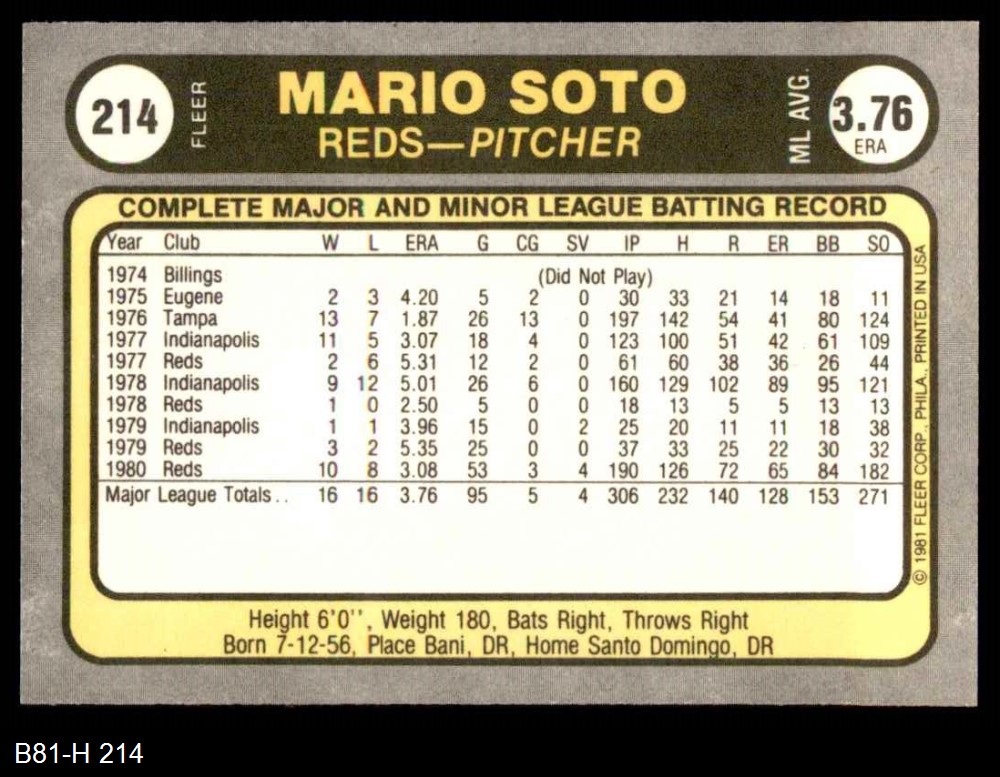 214 FLEER MARIO SOTO ML AVG. 3.76
REDS—PITCHER ERA
COMPLETE MAJOR AND MINOR LEAGUE BATTING RECORD
Year Club W L ERA G CG SV IP H R ER BB SO
1974 Billings (Did Not Play)
1975 Eugene 2 3 4.20 5 2 0 30 33 21 14 18 11
1976 Tampa 13 7 1.87 26 13 0 197 142 54 41 80 124
1977 Indianapolis 11 5 3.07 18 4 0 123 100 51 42 61 109
1977 Reds 2 6 5.31 12 2 0 61 60 38 36 26 44
1978 Indianapolis 9 12 5.01 26 6 0 160 129 102 89 95 121
1978 Reds 1 0 2.50 5 0 0 18 13 5 5 13 13
1979 Indianapolis 1 1 3.96 15 0 2 25 20 11 11 18 38
1979 Reds 3 2 5.35 25 0 0 37 33 25 22 30 32
1980 Reds 10 8 3.08 53 3 4 190 126 72 65 84 182
Major League Totals.. 16 16 3.76 95 5 4 306 232 140 128 153 271
© 1981 FLEER CORP., PHILA., PRINTED IN USA
Height 6'0'', Weight 180, Bats Right, Throws Right
Born 7-12-56, Place Bani, DR, Home Santo Domingo, DR
B81-H 214